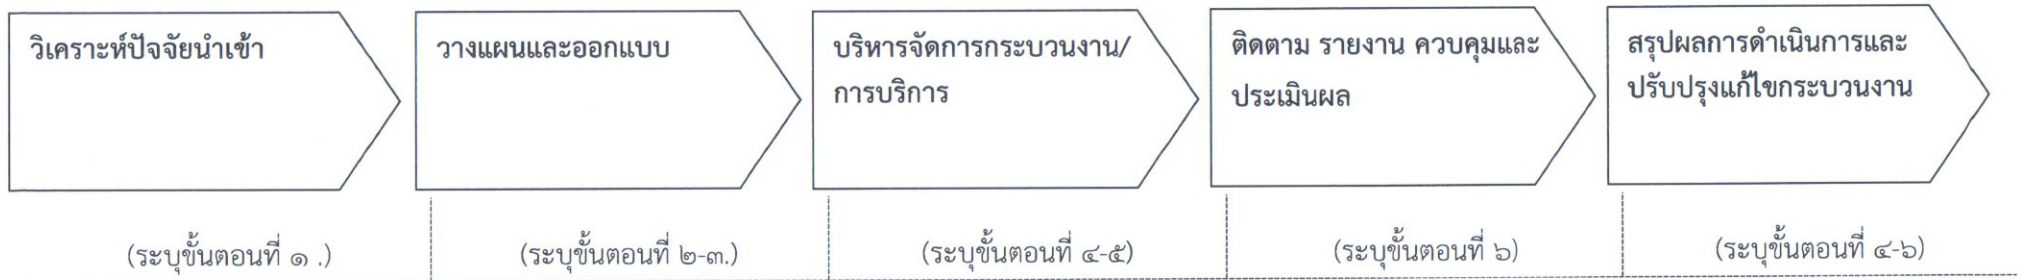 วิเคราะห์ปัจจัยนำเข้า
วางแผนและออกแบบ
บริหารจัดการกระบวนงาน/
การบริการ
ติดตาม รายงาน ควบคุมและ
ประเมินผล
สรุปผลการดำเนินการและ
ปรับปรุงแก้ไขกระบวนงาน
(ระบุขั้นตอนที่ ๑ .)
(ระบุขั้นตอนที่ ๒-๓.)
(ระบุขั้นตอนที่ ๔-๕)
(ระบุขั้นตอนที่ ๖)
(ระบุขั้นตอนที่ ๔-๖)